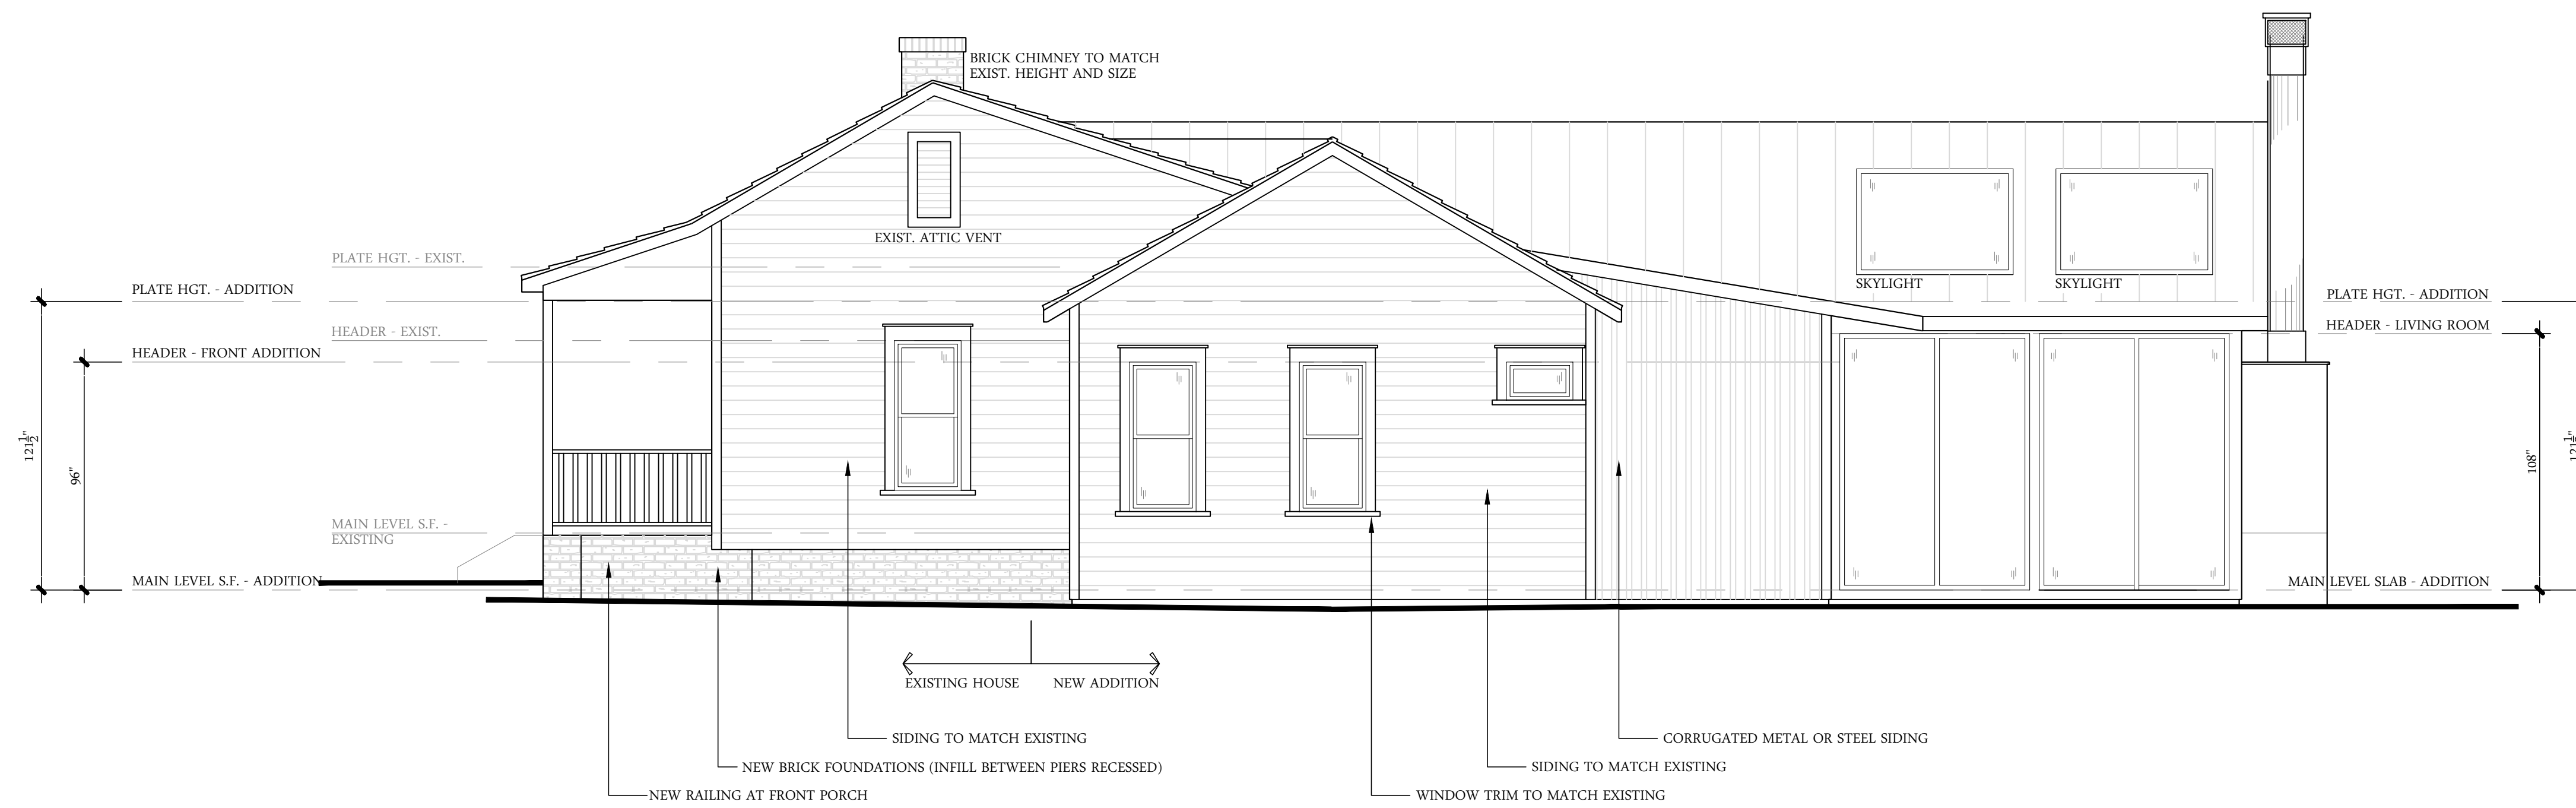 BRICK CHIMNEY TO MATCH
EXIST. HEIGHT AND SIZE
EXIST. ATTIC VENT
PLATE HGT. - EXIST.
PLATE HGT. - ADDITION
HEADER - EXIST.
HEADER - FRONT ADDITION
MAIN LEVEL S.F. -
EXISTING
MAIN LEVEL S.F. - ADDITION
121 1/2"
96"
SKYLIGHT
SKYLIGHT
PLATE HGT. - ADDITION
HEADER - LIVING ROOM
MAIN LEVEL SLAB - ADDITION
108"
121 1/2"
EXISTING HOUSE
NEW ADDITION
SIDING TO MATCH EXISTING
NEW BRICK FOUNDATIONS (INFILL BETWEEN PIERS RECESSED)
NEW RAILING AT FRONT PORCH
CORRUGATED METAL OR STEEL SIDING
SIDING TO MATCH EXISTING
WINDOW TRIM TO MATCH EXISTING